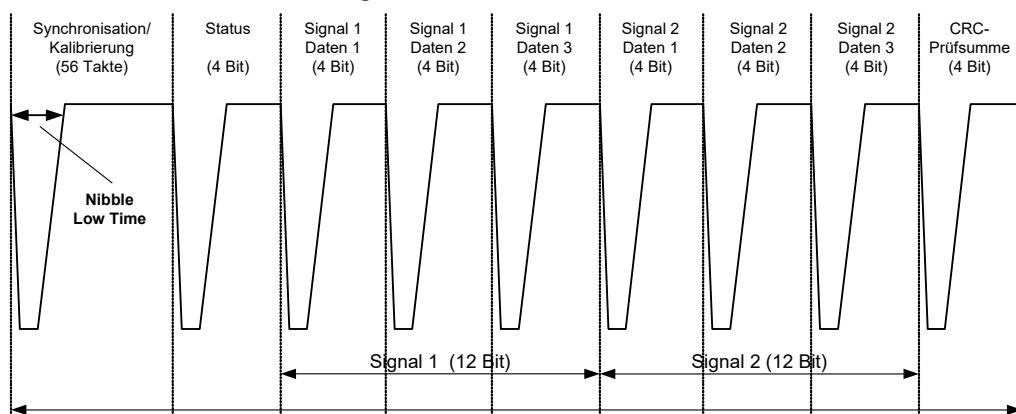 Synchronisation/
Kalibrierung
(56 Takte)
Status
(4 Bit)
Signal 1
Daten 1
(4 Bit)
Signal 1
Daten 2
(4 Bit)
Signal 1
Daten 3
(4 Bit)
Signal 2
Daten 1
(4 Bit)
Signal 2
Daten 2
(4 Bit)
Signal 2
Daten 3
(4 Bit)
CRC-
Prüfsumme
(4 Bit)
Nibble
Low Time
Signal 1 (12 Bit)
Signal 2 (12 Bit)